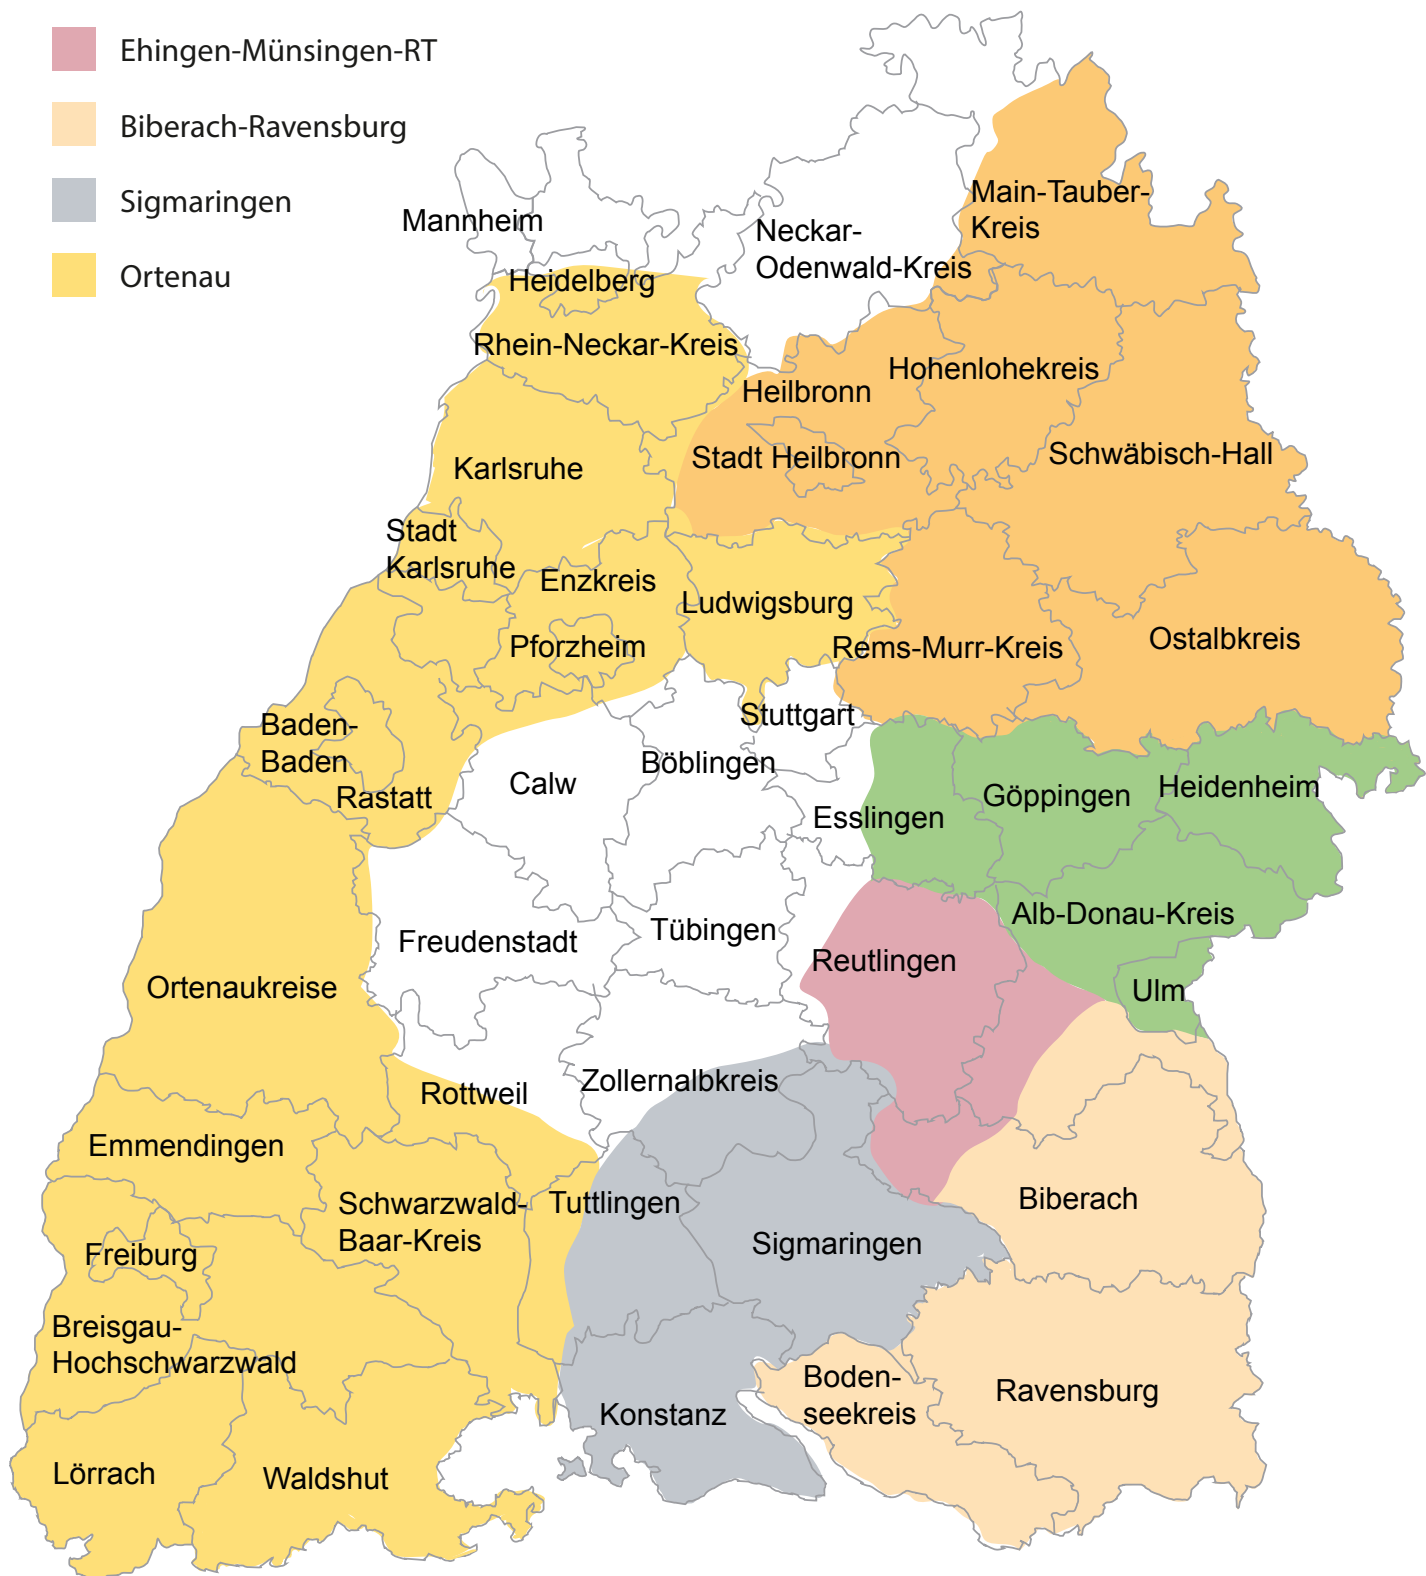 Ehingen-Münsingen-RT
Biberach-Ravensburg
Sigmaringen
Ortenau
Mannheim
Neckar-
Odenwald-Kreis
Main-Tauber-
Kreis
Heidelberg
Rhein-Neckar-Kreis
Heilbronn
Hohenlohekreis
Karlsruhe
Stadt Heilbronn
Schwäbisch-Hall
Stadt
Karlsruhe
Enzkreis
Ludwigsburg
Pforzheim
Rems-Murr-Kreis
Ostalbkreis
Baden-
Baden
Stuttgart
Rastatt
Calw
Böblingen
Esslingen
Göppingen
Heidenheim
Freudenstadt
Tübingen
Alb-Donau-Kreis
Ortenaukreise
Reutlingen
Ulm
Rottweil
Zollernalbkreis
Emmendingen
Schwarzwald-
Baar-Kreis
Tuttlingen
Biberach
Freiburg
Sigmaringen
Breisgau-
Hochschwarzwald
Boden-
seekreis
Ravensburg
Konstanz
Lörrach
Waldshut